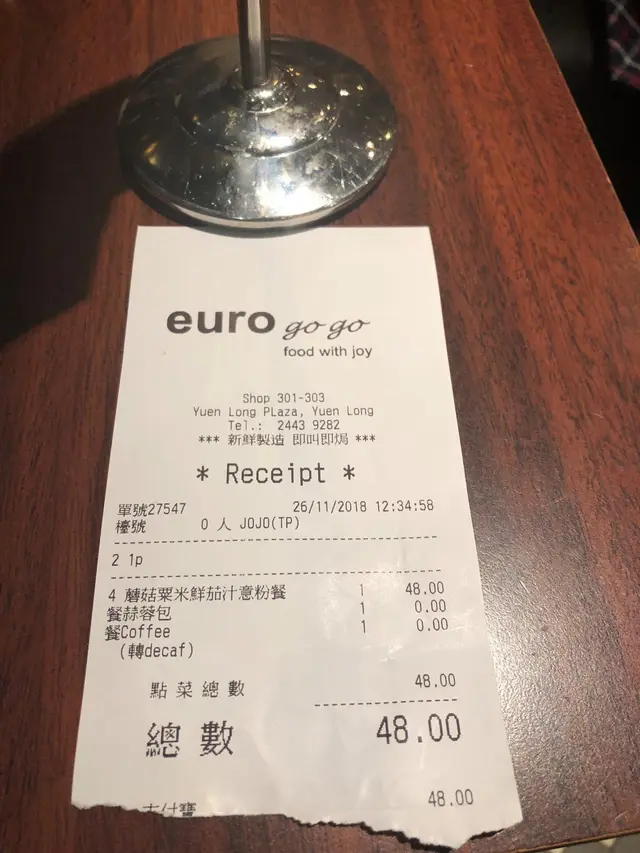 euro go go
food with joy
Shop 301-303
Yuen Long PLaza, Yuen Long
Tel.: 2443 9282
*** 新鮮製造 即叫即焗 ***
* Receipt *
單號27547 26/11/2018 12:34:58
檯號 0 人 JOJO(TP)
2 1p
4 蘑菇粟米鮮茄汁意粉餐 1 48.00
餐蒜蓉包 1 0.00
餐Coffee 1 0.00
(轉decaf)
點菜總數 48.00
總數 48.00
支付寶 48.00